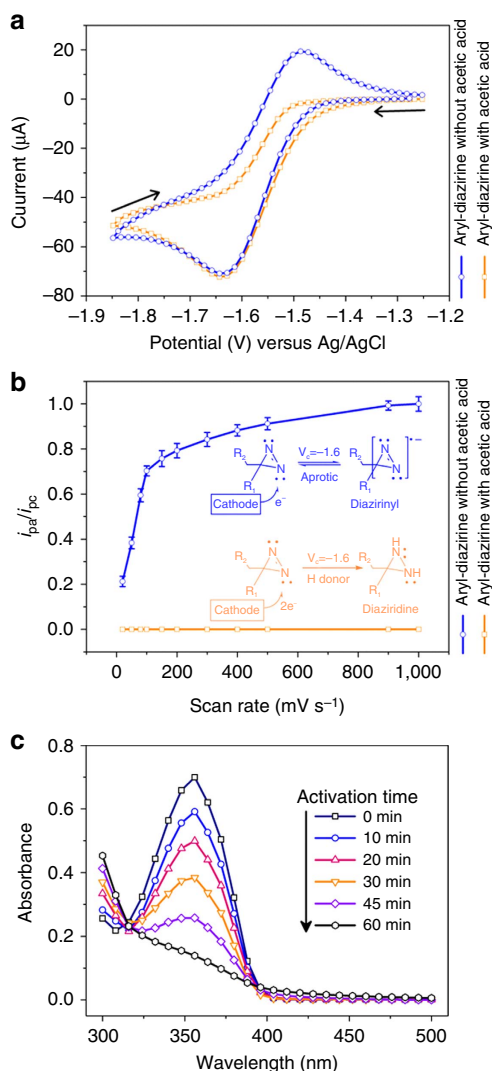 a
20
0
−20
−40
−60
−80
Cuurrent (μA)
−1.9 −1.8 −1.7 −1.6 −1.5 −1.4 −1.3 −1.2
Potential (V) versus Ag/AgCl
Aryl-diazirine without acetic acid
Aryl-diazirine with acetic acid
b
1.0
0.8
0.6
0.4
0.2
0.0
ipa/ipc
R2
N
N
R1
Cathode
e−
Vc=−1.6
Aprotic
R2
N
N
R1
•−
Diazirinyl
R2
N
N
R1
Cathode
2e−
Vc=−1.6
H donor
H
R2
N
NH
R1
Diaziridine
0 200 400 600 800 1,000
Scan rate (mV s−1)
Aryl-diazirine without acetic acid
Aryl-diazirine with acetic acid
c
0.8
0.6
0.4
0.2
0.0
Absorbance
Activation time
0 min
10 min
20 min
30 min
45 min
60 min
300 350 400 450 500
Wavelength (nm)